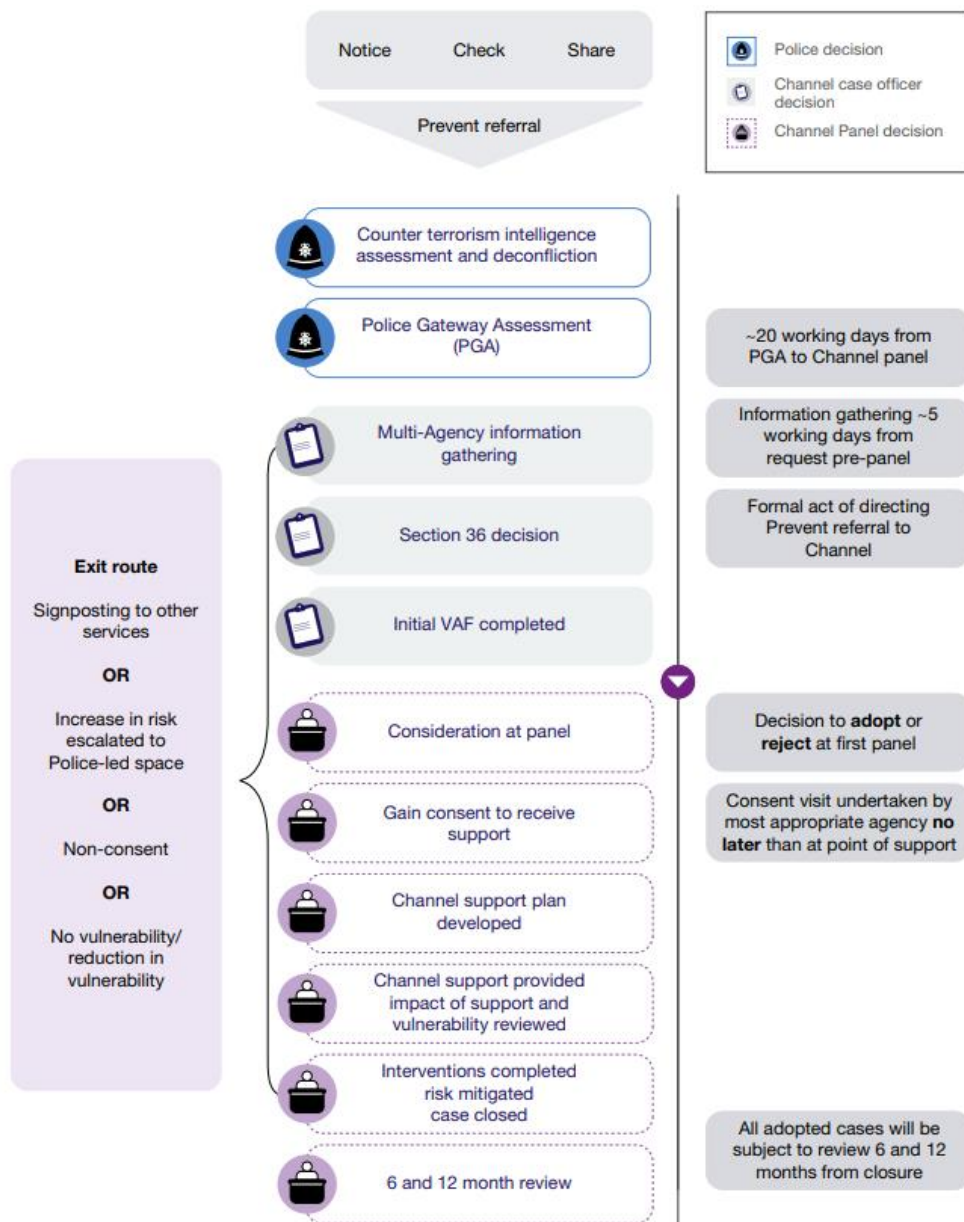 Notice Check Share
Prevent referral
Police decision
Channel case officer
decision
Channel Panel decision
Counter terrorism intelligence
assessment and deconfliction
Police Gateway Assessment
(PGA)
~20 working days from
PGA to Channel panel
Multi-Agency information
gathering
Information gathering ~5
working days from
request pre-panel
Section 36 decision
Formal act of directing
Prevent referral to
Channel
Initial VAF completed
Exit route
Signposting to other
services
OR
Increase in risk
escalated to
Police-led space
OR
Non-consent
OR
No vulnerability/
reduction in
vulnerability
Consideration at panel
Decision to adopt or
reject at first panel
Gain consent to receive
support
Consent visit undertaken by
most appropriate agency no
later than at point of support
Channel support plan
developed
Channel support provided
impact of support and
vulnerability reviewed
Interventions completed
risk mitigated
case closed
6 and 12 month review
All adopted cases will be
subject to review 6 and 12
months from closure